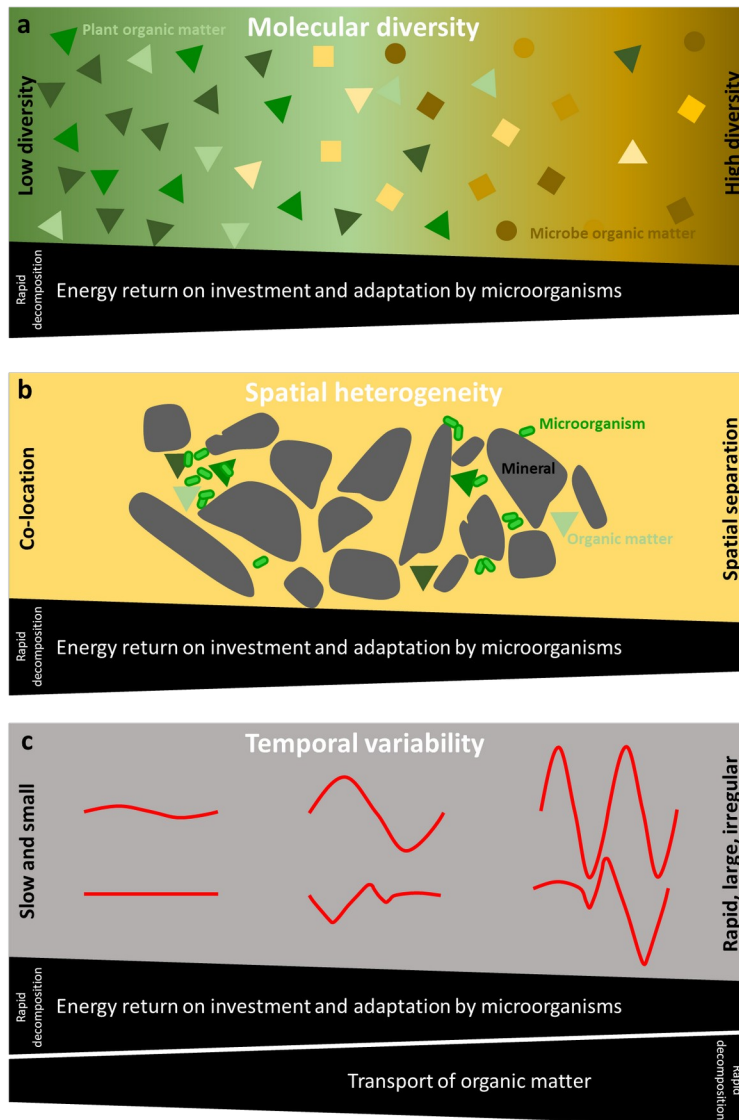 a
Plant organic matter
Molecular diversity
Low diversity
High diversity
Microbe organic matter
Rapid
decomposition
Energy return on investment and adaptation by microorganisms
b
Spatial heterogeneity
Microorganism
Mineral
Co-location
Organic matter
Spatial separation
Rapid
decomposition
Energy return on investment and adaptation by microorganisms
c
Temporal variability
Slow and small
Rapid, large, irregular
Rapid
decomposition
Energy return on investment and adaptation by microorganisms
Transport of organic matter
Rapid
decomposition